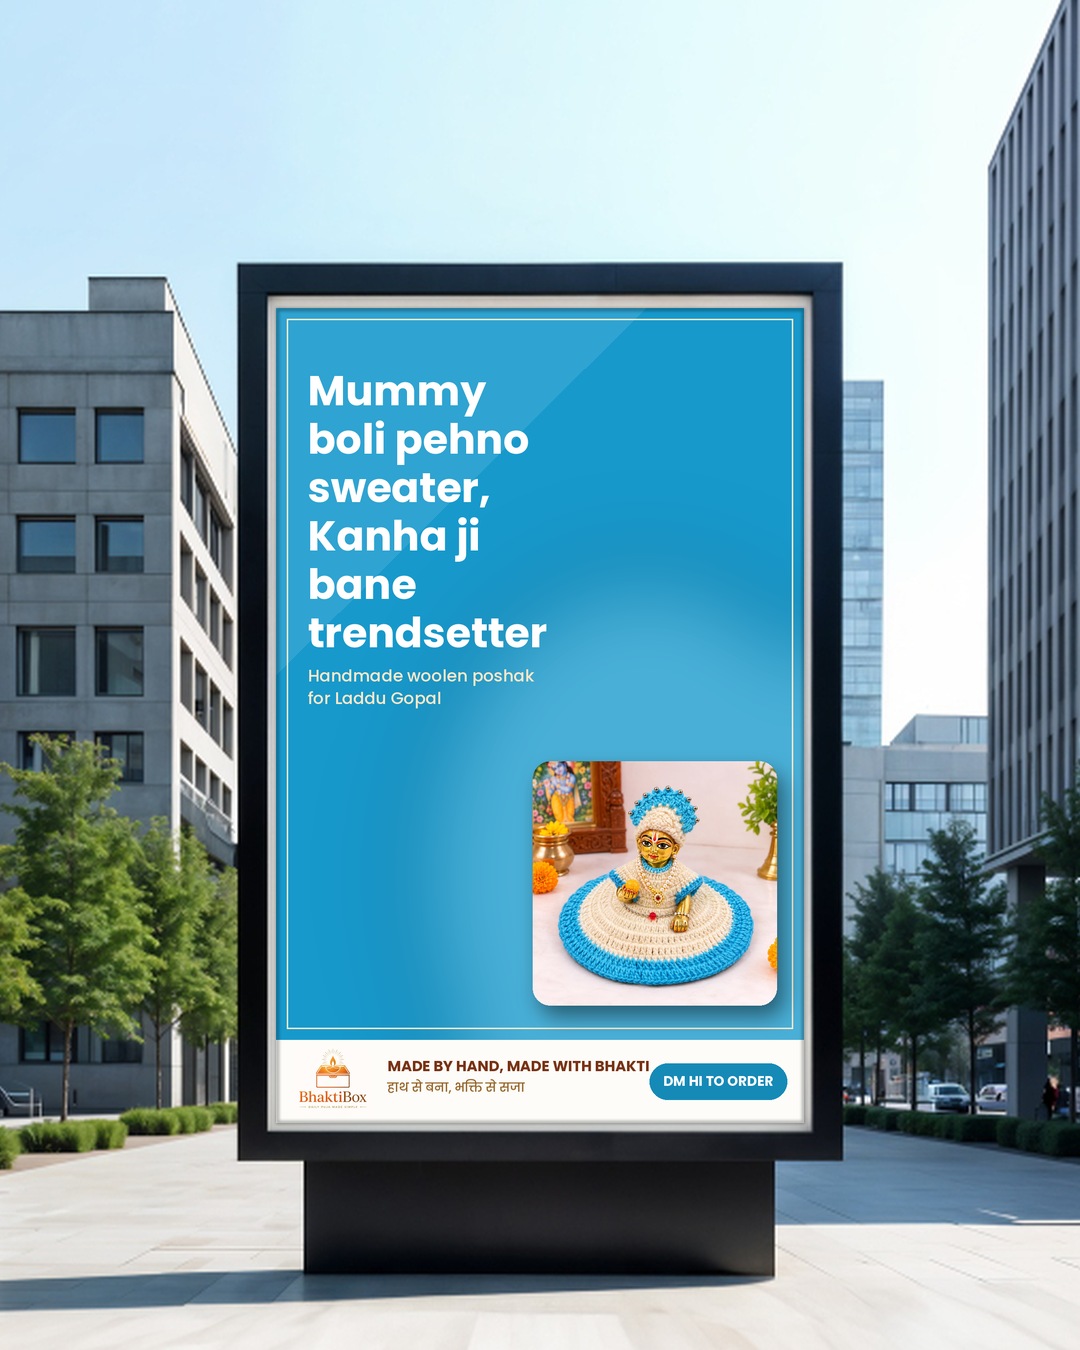 Mummy
boli pehno
sweater,
Kanha ji
bane
trendsetter
Handmade woolen poshak
for Laddu Gopal
BhaktiBox
MADE BY HAND, MADE WITH BHAKTI
हाथ से बना, भक्ति से सजा
DM HI TO ORDER